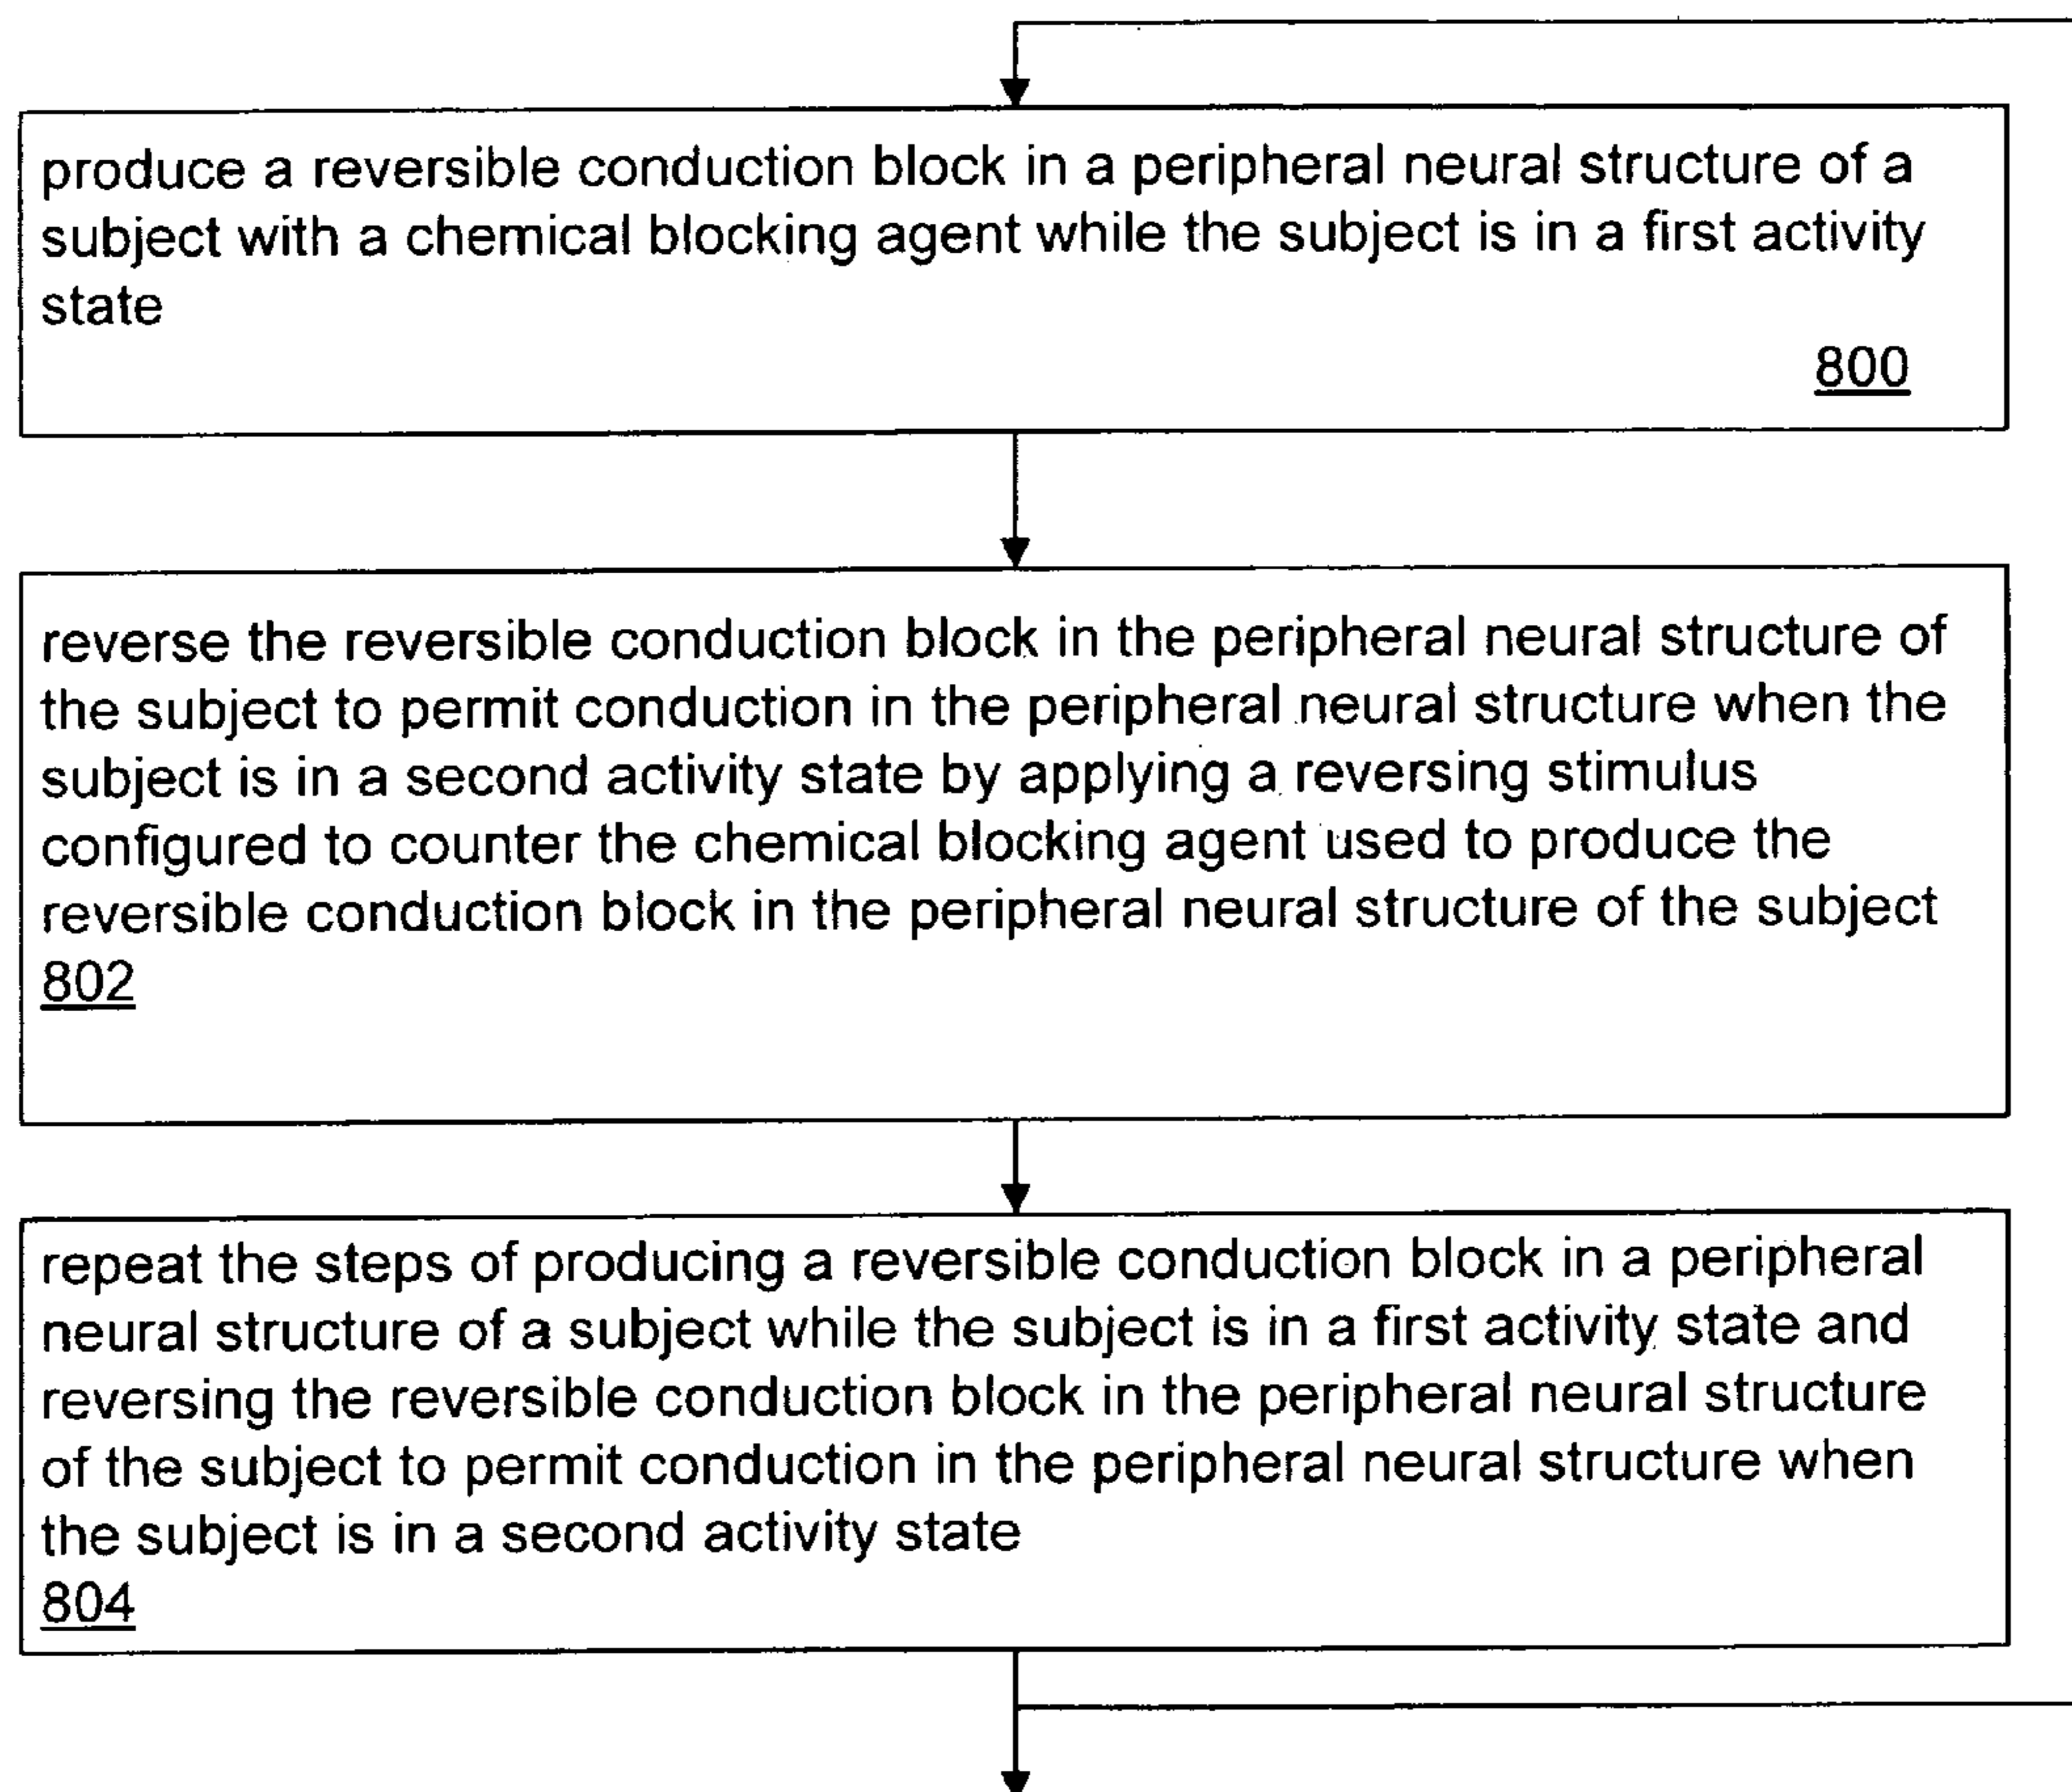 produce a reversible conduction block in a peripheral neural structure of a
subject with a chemical blocking agent while the subject is in a first activity
state
800
reverse the reversible conduction block in the peripheral neural structure of
the subject to permit conduction in the peripheral neural structure when the
subject is in a second activity state by applying a reversing stimulus
configured to counter the chemical blocking agent used to produce the
reversible conduction block in the peripheral neural structure of the subject
802
repeat the steps of producing a reversible conduction block in a peripheral
neural structure of a subject while the subject is in a first activity state and
reversing the reversible conduction block in the peripheral neural structure
of the subject to permit conduction in the peripheral neural structure when
the subject is in a second activity state
804